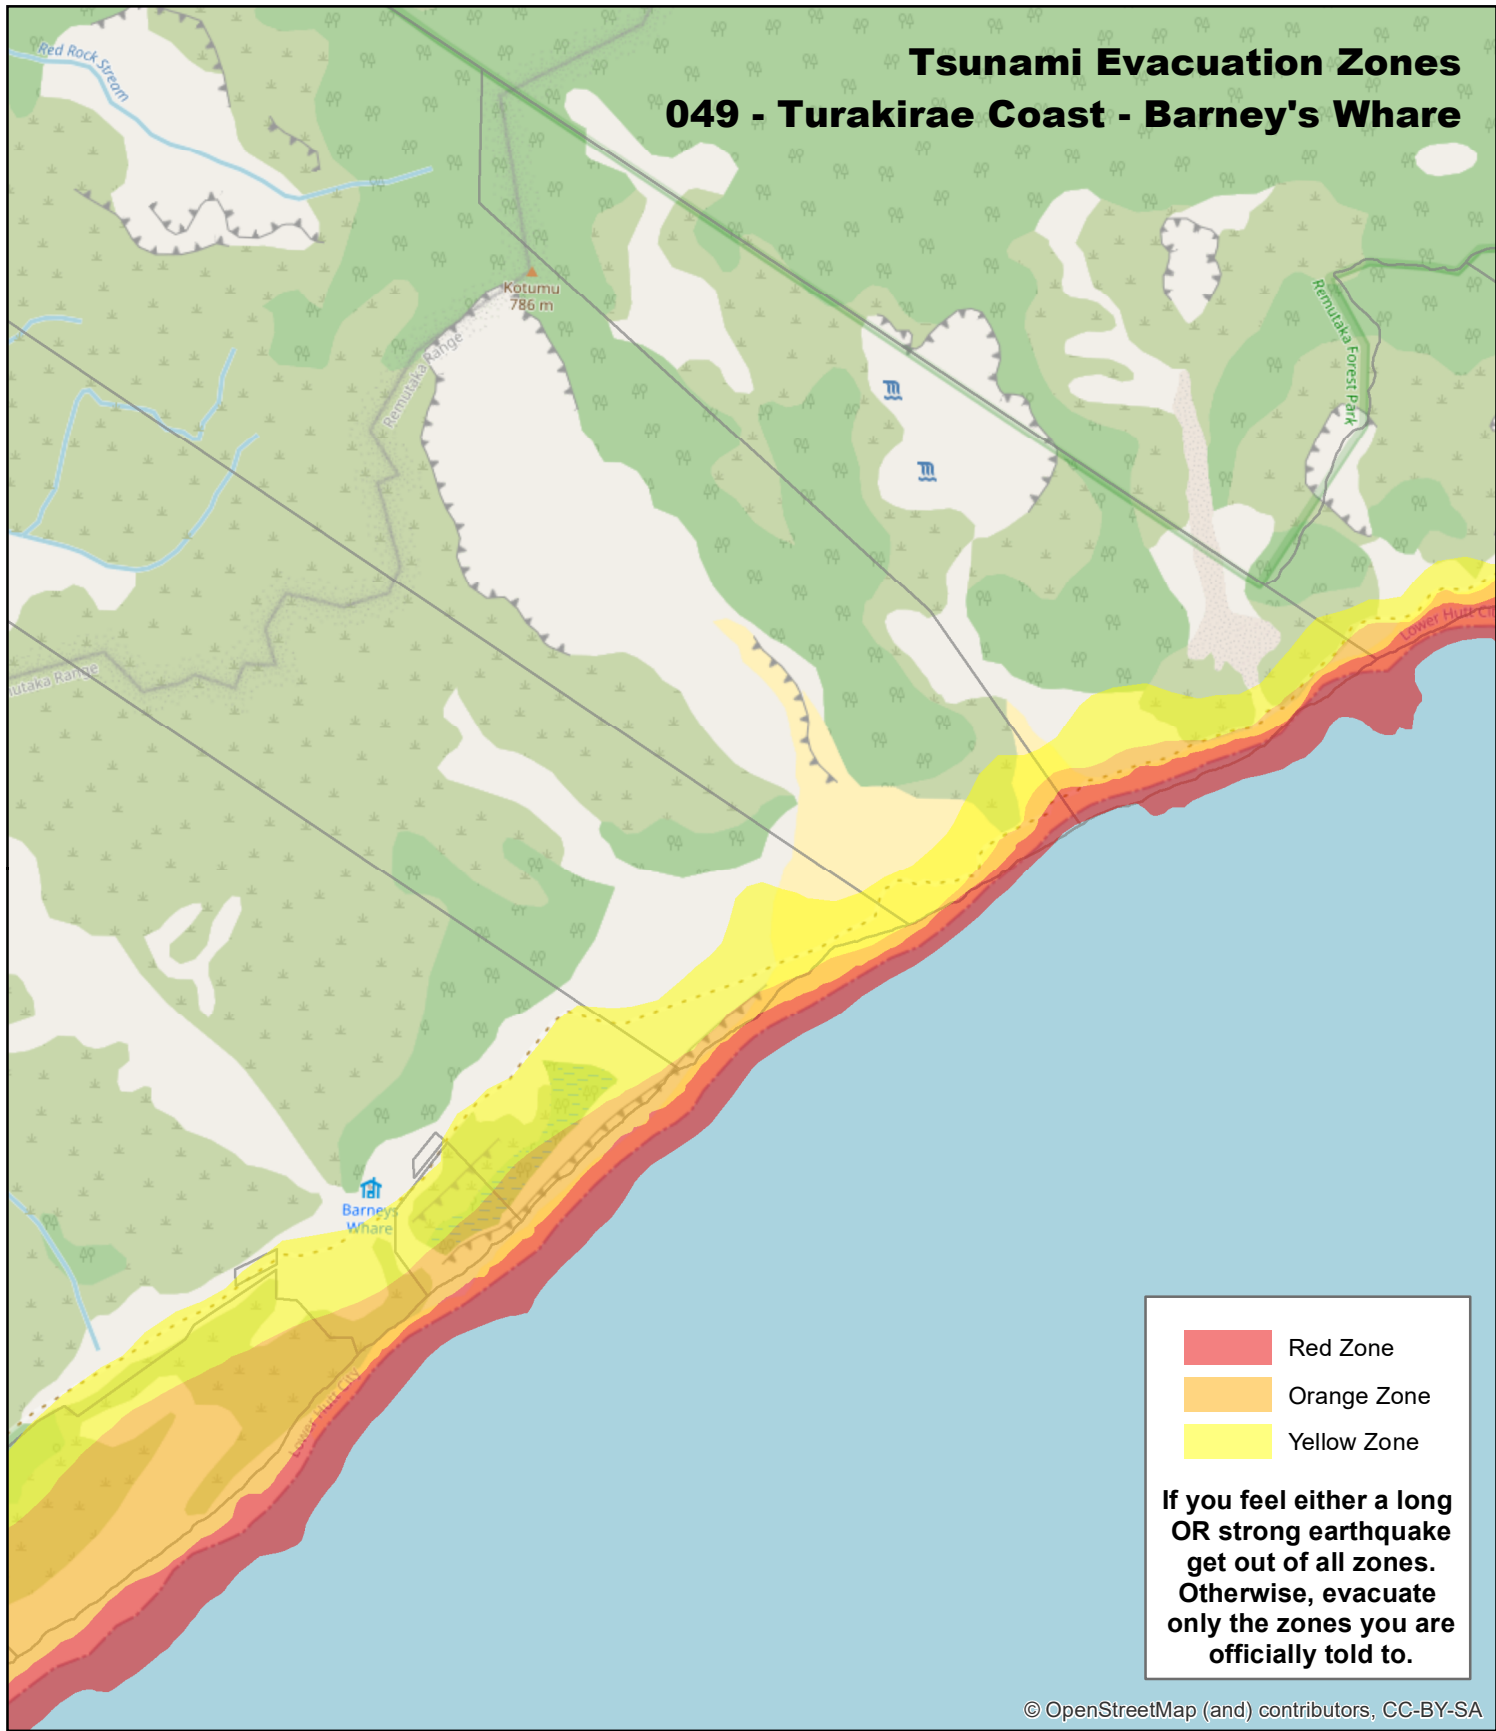 Tsunami Evacuation Zones
049 - Turakirae Coast - Barney's Whare
Red Rock Stream
Kotumu
786 m
Remutaka Range
Remutaka Forest Park
Lower Hutt Ci
utaka Range
Barneys
Whare
Lower Hutt City
Red Zone
Orange Zone
Yellow Zone
If you feel either a long
OR strong earthquake
get out of all zones.
Otherwise, evacuate
only the zones you are
officially told to.
© OpenStreetMap (and) contributors, CC-BY-SA